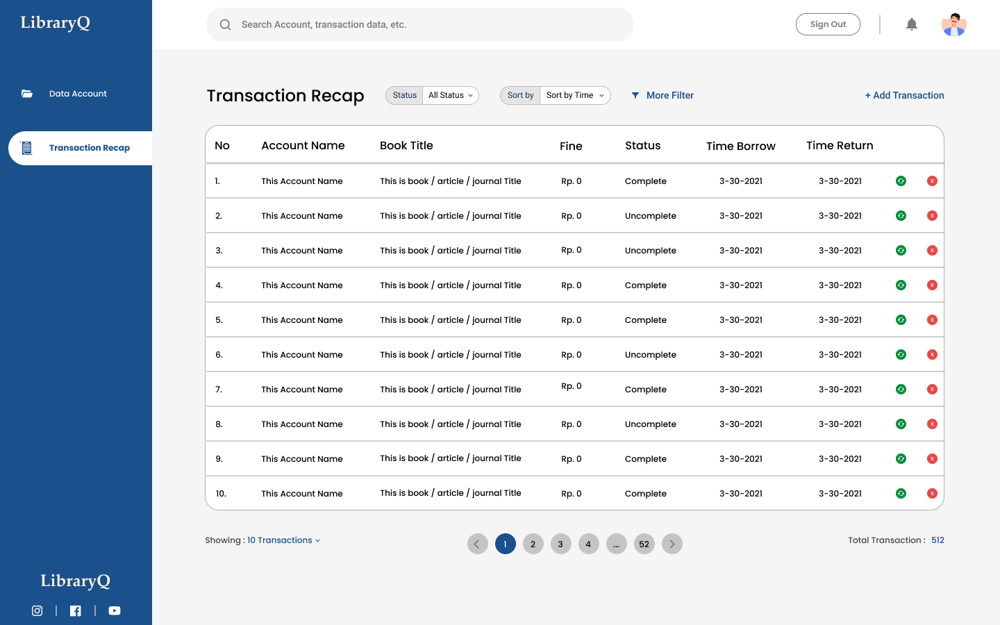 LibraryQ
Search Account, transaction data, etc.
Sign Out
Data Account
Transaction Recap
Transaction Recap
Status All Status
Sort by Sort by Time
More Filter
+ Add Transaction
No Account Name Book Title Fine Status Time Borrow Time Return
1. This Account Name This is book / article / journal Title Rp. 0 Complete 3-30-2021 3-30-2021 x
2. This Account Name This is book / article / journal Title Rp. 0 Uncomplete 3-30-2021 3-30-2021 x
3. This Account Name This is book / article / journal Title Rp. 0 Uncomplete 3-30-2021 3-30-2021 x
4. This Account Name This is book / article / journal Title Rp. 0 Complete 3-30-2021 3-30-2021 x
5. This Account Name This is book / article / journal Title Rp. 0 Complete 3-30-2021 3-30-2021 x
6. This Account Name This is book / article / journal Title Rp. 0 Uncomplete 3-30-2021 3-30-2021 x
7. This Account Name This is book / article / journal Title Rp. 0 Complete 3-30-2021 3-30-2021 x
8. This Account Name This is book / article / journal Title Rp. 0 Uncomplete 3-30-2021 3-30-2021 x
9. This Account Name This is book / article / journal Title Rp. 0 Complete 3-30-2021 3-30-2021 x
10. This Account Name This is book / article / journal Title Rp. 0 Complete 3-30-2021 3-30-2021 x
Showing : 10 Transactions
1 2 3 4 ... 52
Total Transaction : 512
LibraryQ